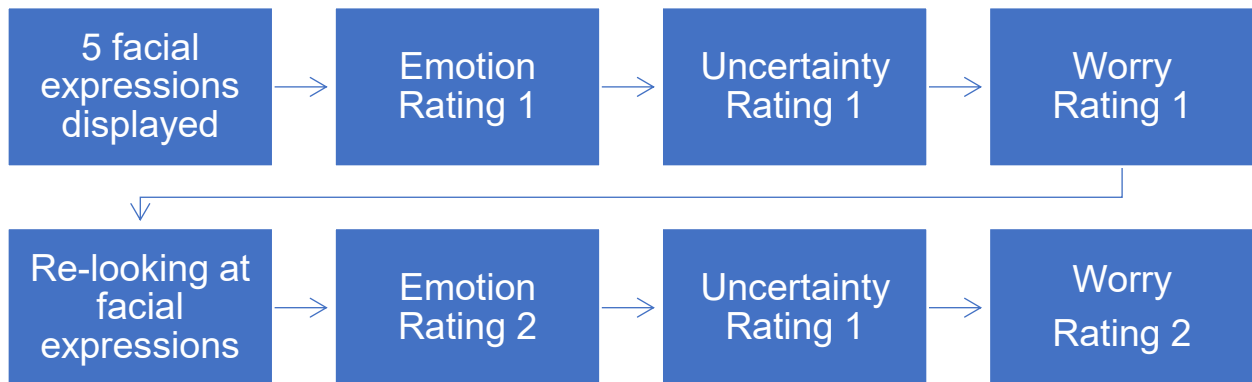 5 facial
expressions
displayed
Emotion
Rating 1
Uncertainty
Rating 1
Worry
Rating 1
Re-looking at
facial
expressions
Emotion
Rating 2
Uncertainty
Rating 1
Worry
Rating 2